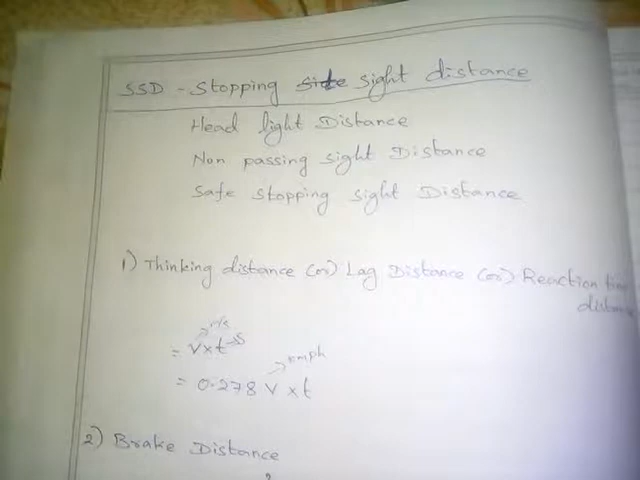 SSD - Stopping sight distance
Head light Distance
Non passing sight Distance
Safe stopping sight Distance
1) Thinking distance (or) Lag Distance (or) Reaction time
distance
→ m/s
= v x t → s
→ kmph
= 0.278 V x t
2) Brake Distance